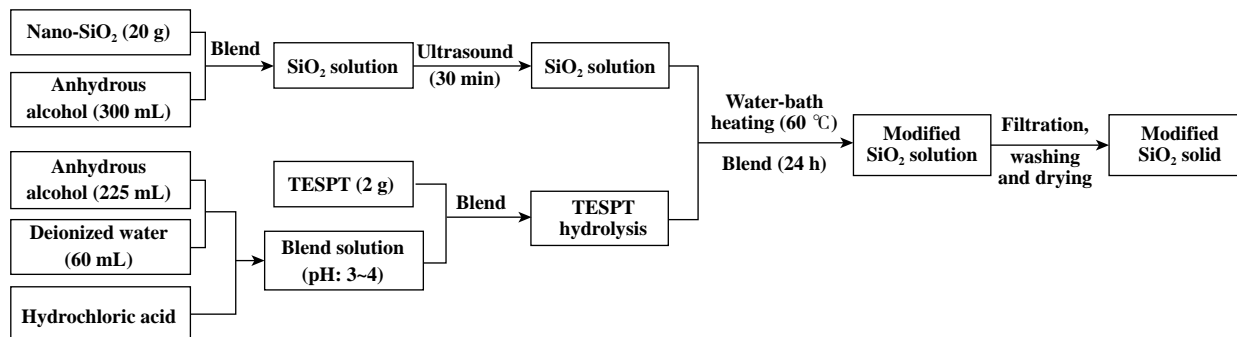 Nano-SiO₂ (20 g)
Anhydrous
alcohol (300 mL)
Blend
SiO₂ solution
Ultrasound
(30 min)
SiO₂ solution
Anhydrous
alcohol (225 mL)
Deionized water
(60 mL)
Hydrochloric acid
TESPT (2 g)
Blend solution
(pH: 3~4)
Blend
TESPT
hydrolysis
Water-bath
heating (60 ℃)
Blend (24 h)
Modified
SiO₂ solution
Filtration,
washing
and drying
Modified
SiO₂ solid